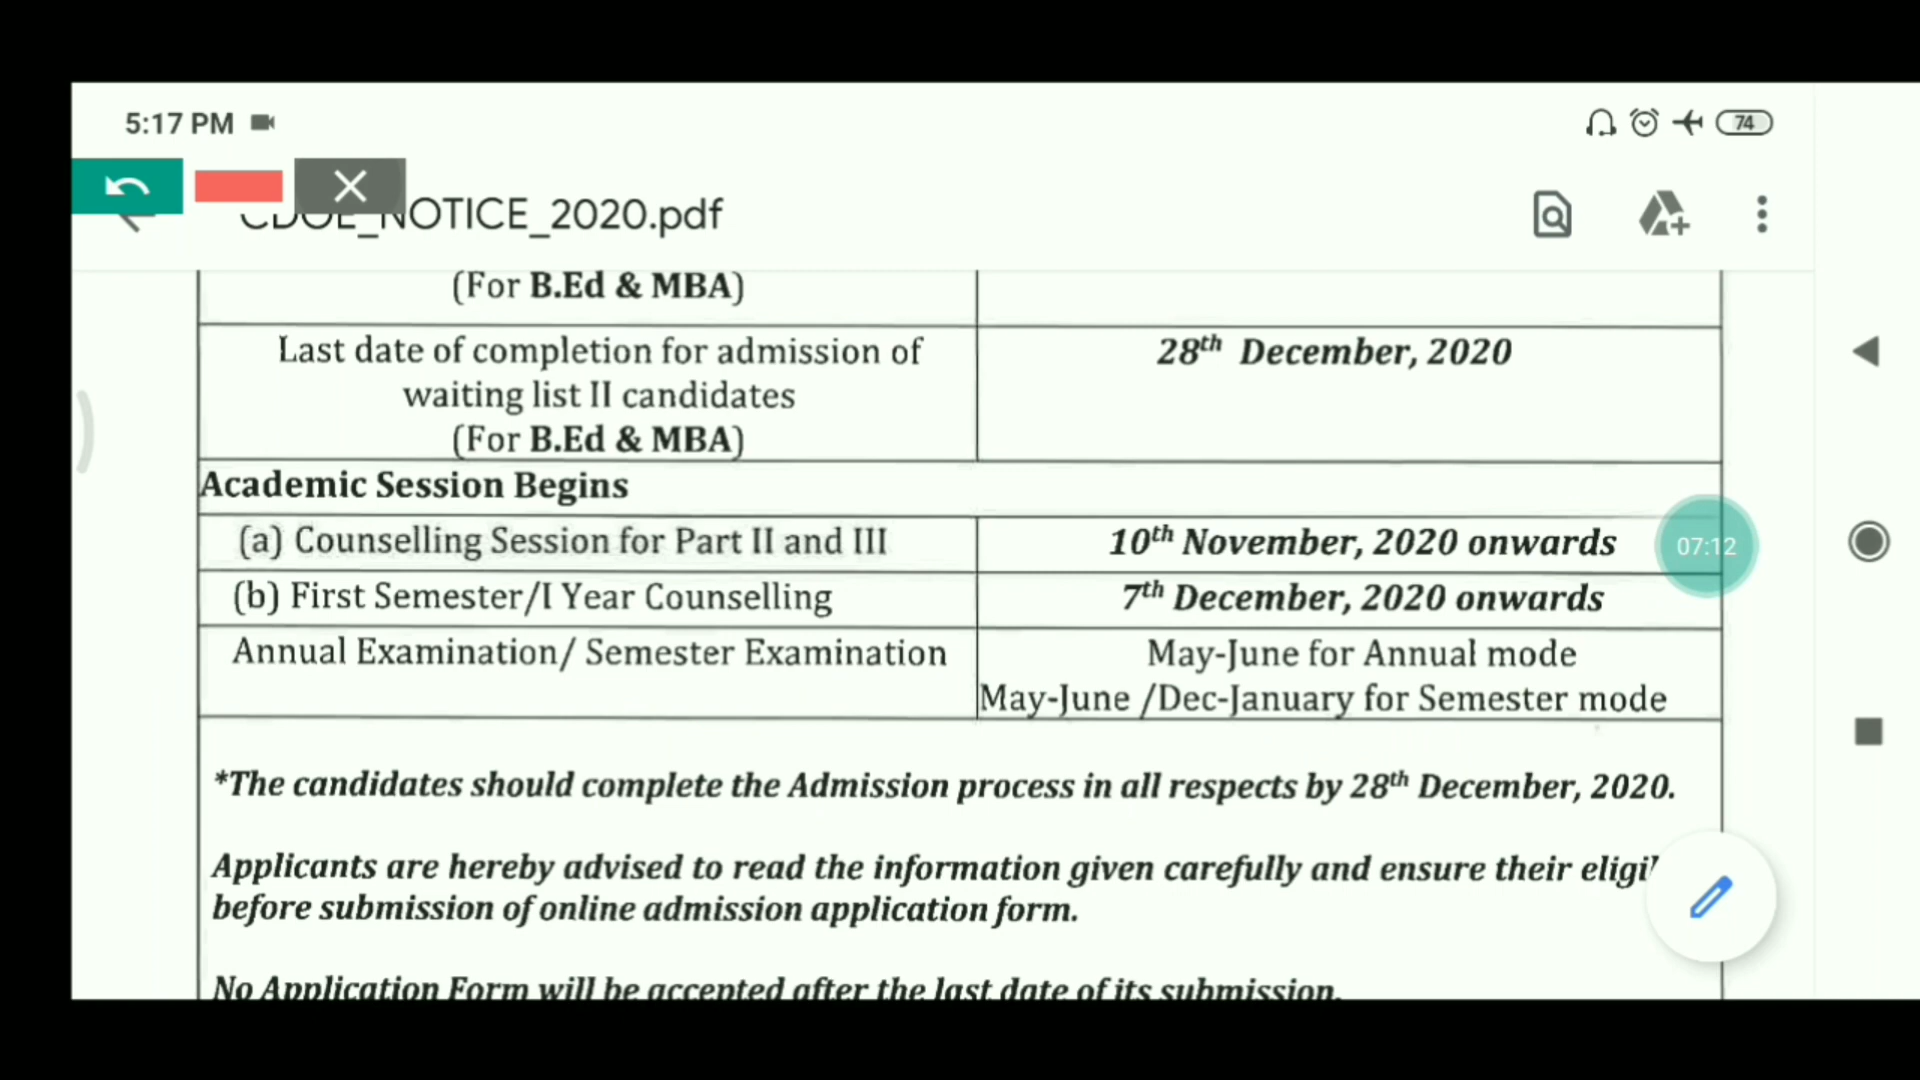 5:17 PM
74
CDOE_NOTICE_2020.pdf
(For B.Ed & MBA)
Last date of completion for admission of
waiting list II candidates
(For B.Ed & MBA)
28th December, 2020
Academic Session Begins
(a) Counselling Session for Part II and III
10th November, 2020 onwards
07:12
(b) First Semester/I Year Counselling
7th December, 2020 onwards
Annual Examination/ Semester Examination
May-June for Annual mode
May-June /Dec-January for Semester mode
*The candidates should complete the Admission process in all respects by 28th December, 2020.
Applicants are hereby advised to read the information given carefully and ensure their
before submission of online admission application form.
No Application Form will be accepted after the last date of its submission.